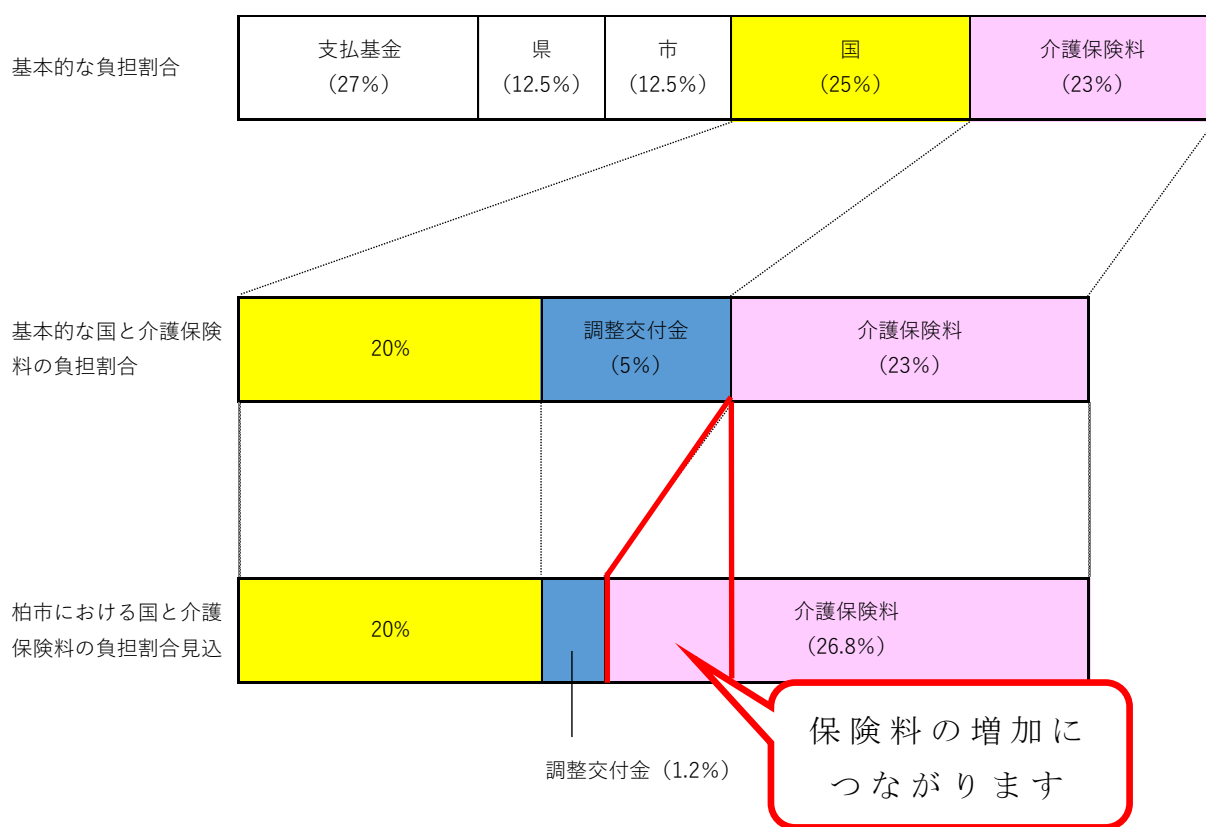 基本的な負担割合
支払基金
(27%)
県
(12.5%)
市
(12.5%)
国
(25%)
介護保険料
(23%)
基本的な国と介護保険
料の負担割合
20%
調整交付金
(5%)
介護保険料
(23%)
柏市における国と介護
保険料の負担割合見込
20%
介護保険料
(26.8%)
調整交付金（1.2%）
保険料の増加に
つながります